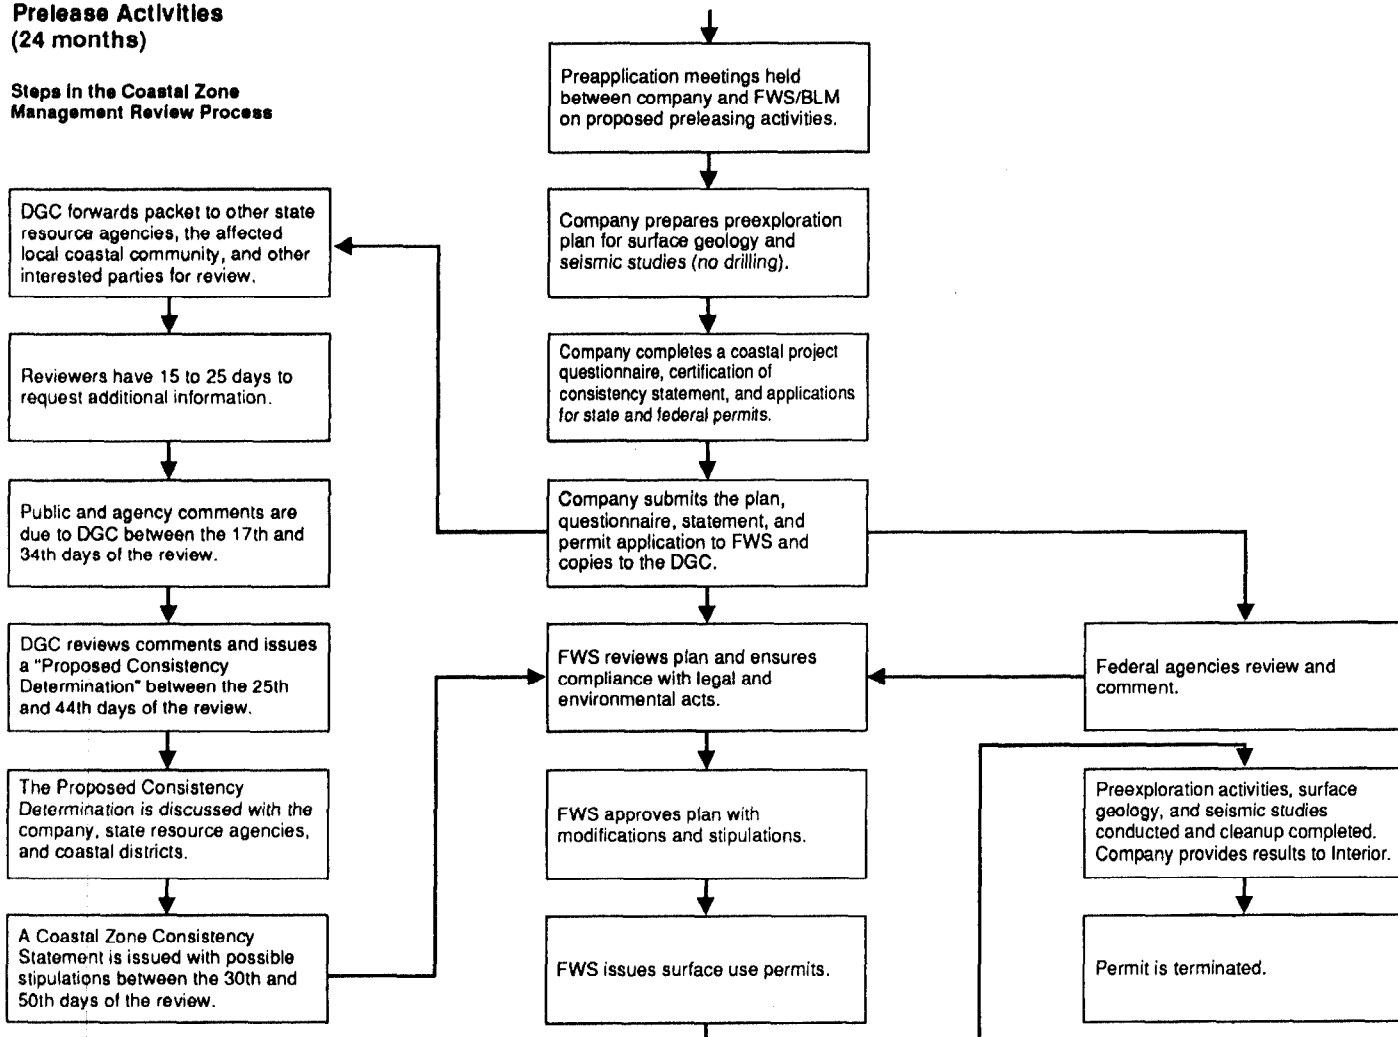 Prelease Activities
(24 months)
Steps in the Coastal Zone
Management Review Process
Preapplication meetings held
between company and FWS/BLM
on proposed preleasing activities.
DGC forwards packet to other state
resource agencies, the affected
local coastal community, and other
interested parties for review.
Company prepares preexploration
plan for surface geology and
seismic studies (no drilling).
Reviewers have 15 to 25 days to
request additional information.
Company completes a coastal project
questionnaire, certification of
consistency statement, and applications
for state and federal permits.
Public and agency comments are
due to DGC between the 17th and
34th days of the review.
Company submits the plan,
questionnaire, statement, and
permit application to FWS and
copies to the DGC.
DGC reviews comments and issues
a "Proposed Consistency
Determination" between the 25th
and 44th days of the review.
FWS reviews plan and ensures
compliance with legal and
environmental acts.
Federal agencies review and
comment.
The Proposed Consistency
Determination is discussed with the
company, state resource agencies,
and coastal districts.
FWS approves plan with
modifications and stipulations.
Preexploration activities, surface
geology, and seismic studies
conducted and cleanup completed.
Company provides results to Interior.
A Coastal Zone Consistency
Statement is issued with possible
stipulations between the 30th and
50th days of the review.
FWS issues surface use permits.
Permit is terminated.